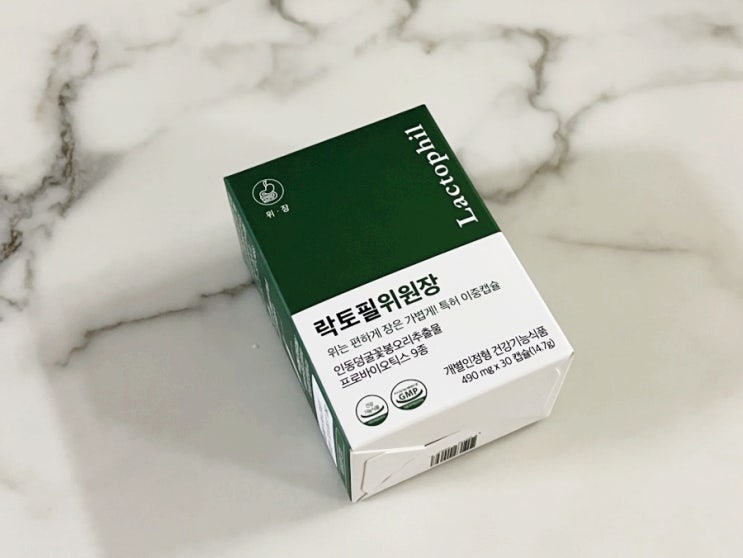 위·장
Lactophil
락토필위원장
위는 편하게 장은 가볍게! 특허 이중캡슐
인동덩굴꽃봉오리추출물
프로바이오틱스 9종
개별인정형 건강기능식품
490 mg x 30 캡슐(14.7g)
GMP